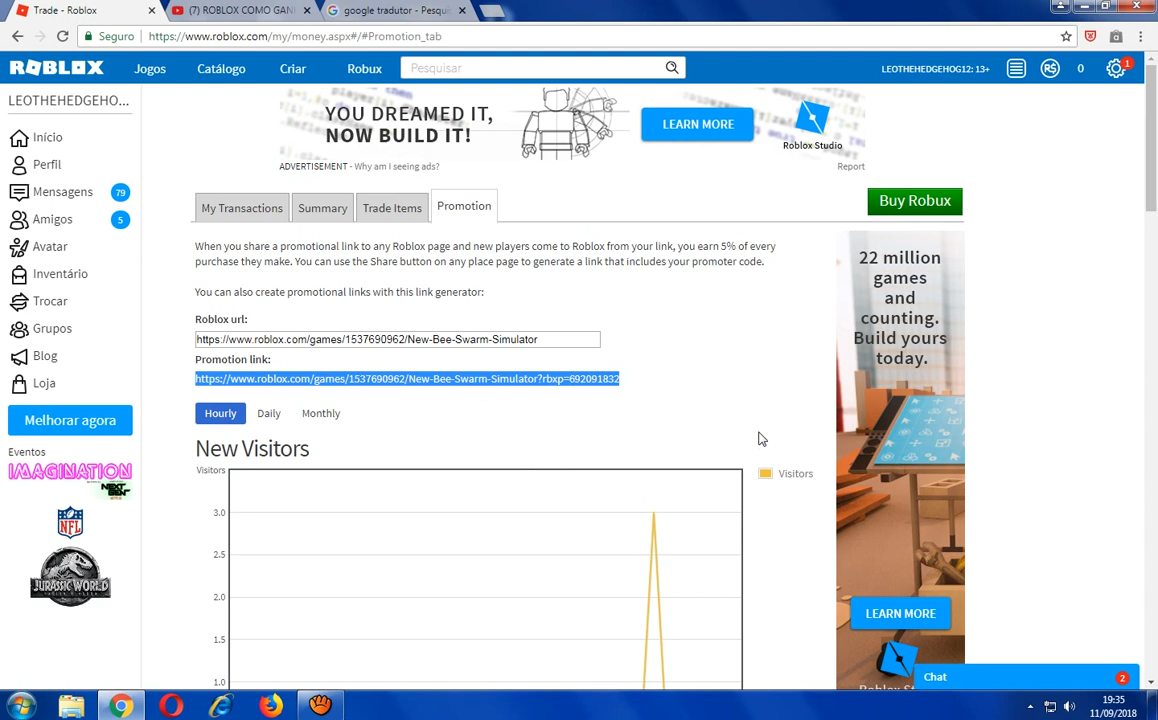 Trade - Roblox
(7) ROBLOX COMO GAN
google tradutor - Pesqui
Seguro
https://www.roblox.com/my/money.aspx#/#Promotion_tab
ROBLOX
Jogos
Catálogo
Criar
Robux
Pesquisar
LEOTHEHEDGEHOG12: 13+
R$
0
1
LEOTHEHEDGEHO...
Início
Perfil
Mensagens
79
Amigos
5
Avatar
Inventário
Trocar
Grupos
Blog
Loja
Melhorar agora
Eventos
IMAGINATION
NEXT
GEN
NFL
JURASSIC WORLD
YOU DREAMED IT,
NOW BUILD IT!
LEARN MORE
Roblox Studio
ADVERTISEMENT - Why am I seeing ads?
Report
My Transactions
Summary
Trade Items
Promotion
Buy Robux
When you share a promotional link to any Roblox page and new players come to Roblox from your link, you earn 5% of every
purchase they make. You can use the Share button on any place page to generate a link that includes your promoter code.
You can also create promotional links with this link generator:
Roblox url:
https://www.roblox.com/games/1537690962/New-Bee-Swarm-Simulator
Promotion link:
https://www.roblox.com/games/1537690962/New-Bee-Swarm-Simulator?rbxp=692091832
Hourly
Daily
Monthly
New Visitors
Visitors
3.0
2.5
2.0
1.5
1.0
Visitors
22 million
games
and
counting.
Build yours
today.
LEARN MORE
Chat
2
19:35
11/09/2018